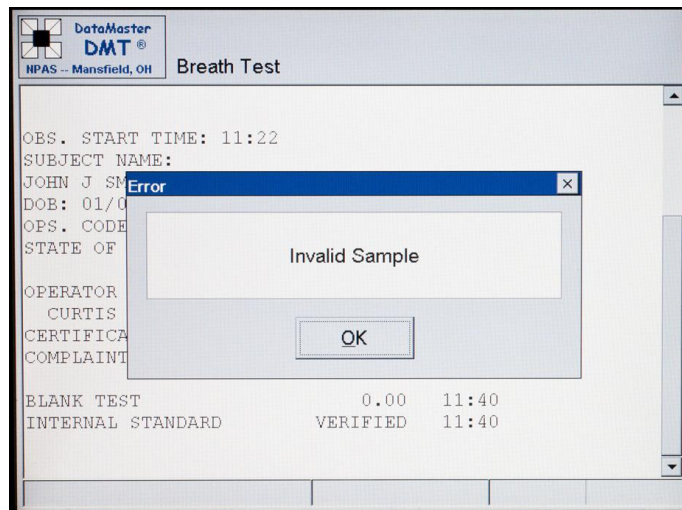 DataMaster
DMT ®
NPAS -- Mansfield, OH
Breath Test
OBS. START TIME: 11:22
SUBJECT NAME:
JOHN J SM
DOB: 01/0
OPS. CODE
STATE OF
OPERATOR
CURTIS
CERTIFICA
COMPLAINT
Error
Invalid Sample
OK
BLANK TEST 0.00 11:40
INTERNAL STANDARD VERIFIED 11:40